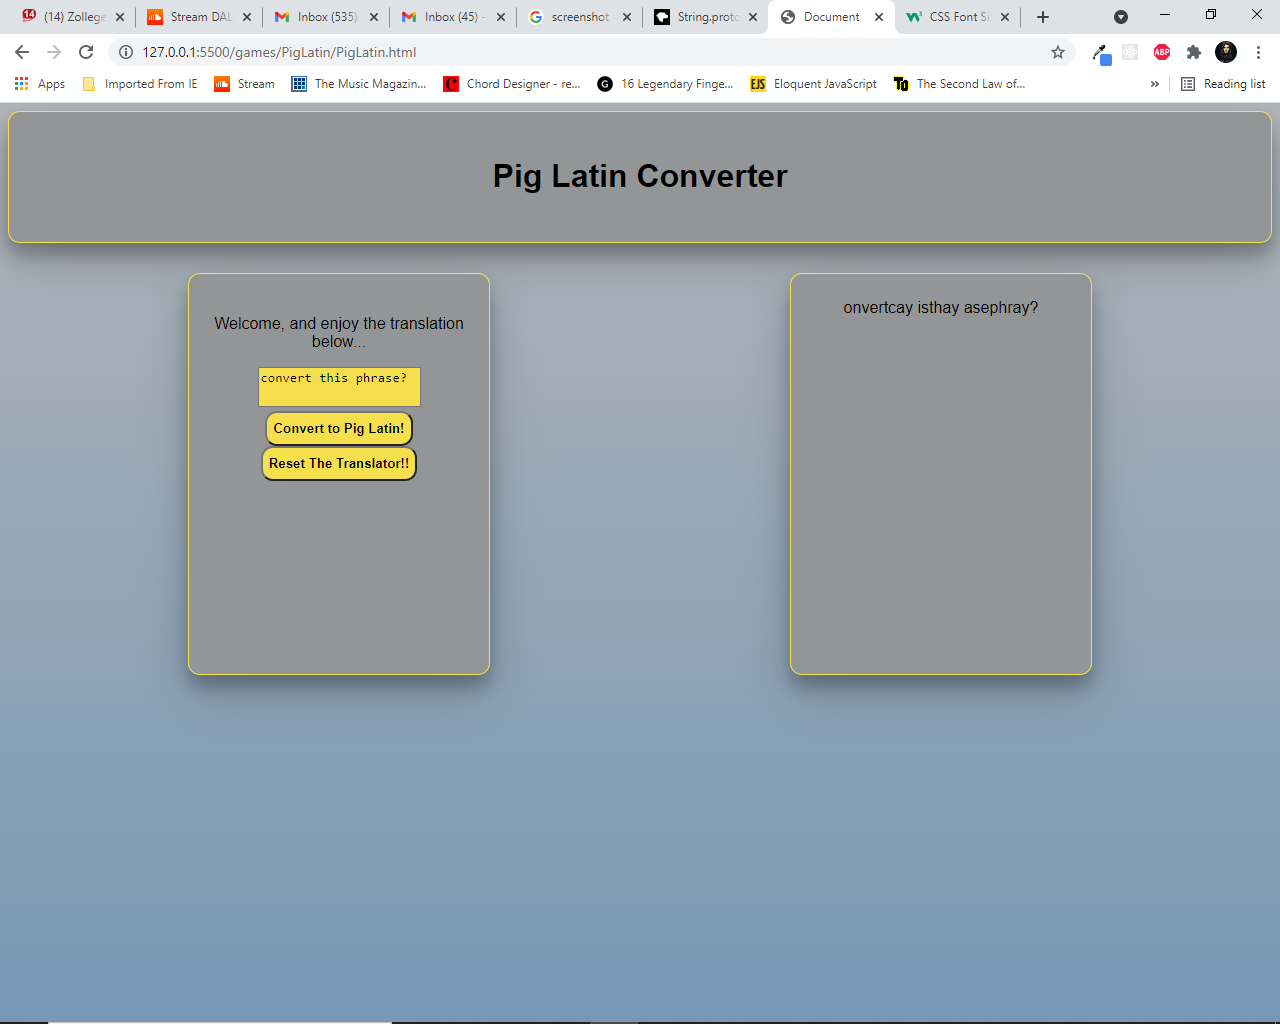 (14) Zollege
Stream DAL
Inbox (535)
Inbox (45) -
screenshot
String.proto
Document
CSS Font Si
127.0.0.1:5500/games/PigLatin/PigLatin.html
ABP
Apps
Imported From IE
Stream
The Music Magazin...
Chord Designer - re...
16 Legendary Finge...
EJS
Eloquent JavaScript
The Second Law of...
»
Reading list
Pig Latin Converter
Welcome, and enjoy the translation
below...
convert this phrase?
Convert to Pig Latin!
Reset The Translator!!
onvertcay isthay asephray?